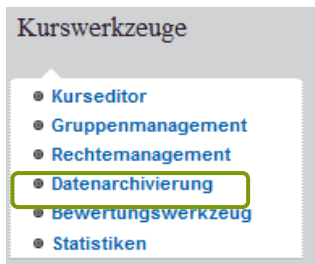 Kurswerkzeuge
Kurseditor
Gruppenmanagement
Rechtemanagement
Datenarchivierung
Bewertungswerkzeug
Statistiken